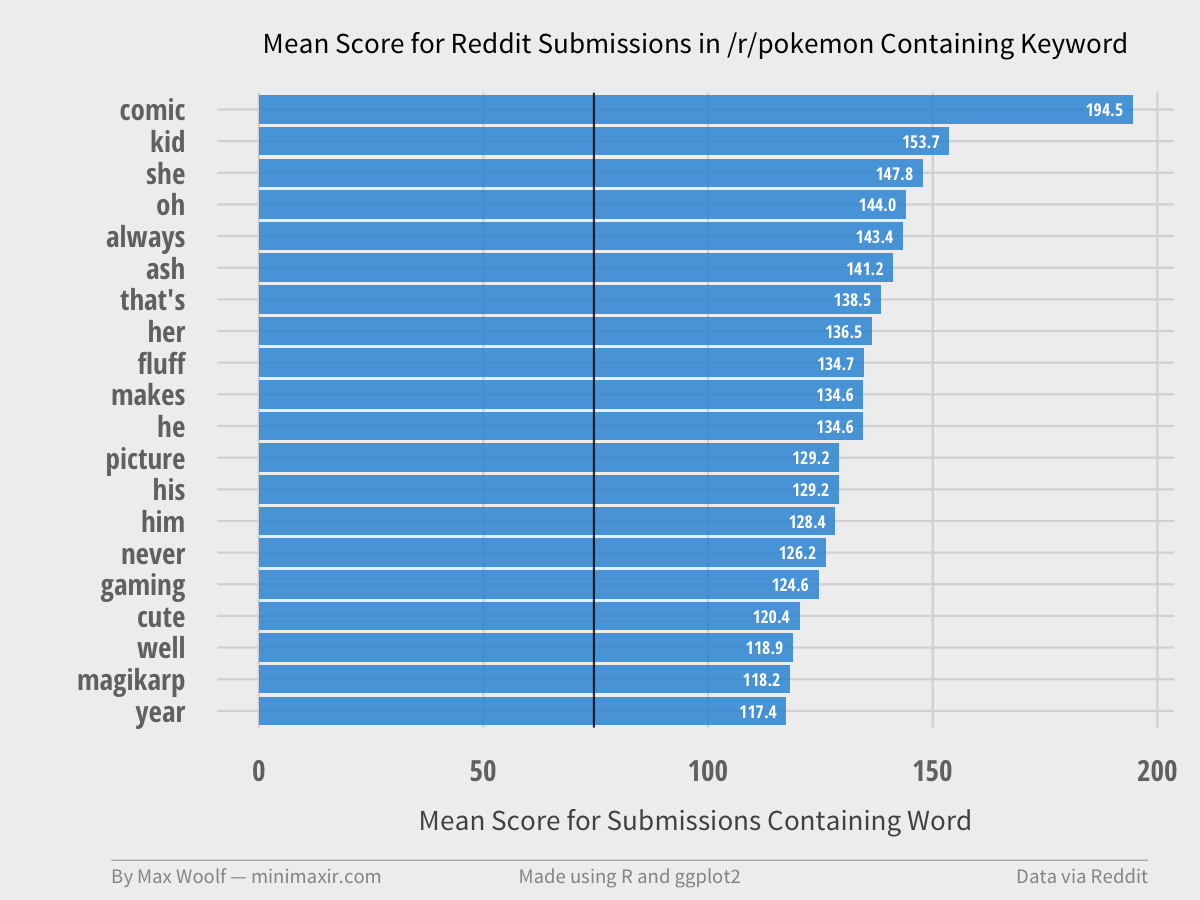 Mean Score for Reddit Submissions in /r/pokemon Containing Keyword
comic 194.5
kid 153.7
she 147.8
oh 144.0
always 143.4
ash 141.2
that's 138.5
her 136.5
fluff 134.7
makes 134.6
he 134.6
picture 129.2
his 129.2
him 128.4
never 126.2
gaming 124.6
cute 120.4
well 118.9
magikarp 118.2
year 117.4
0 50 100 150 200
Mean Score for Submissions Containing Word
By Max Woolf — minimaxir.com Made using R and ggplot2 Data via Reddit